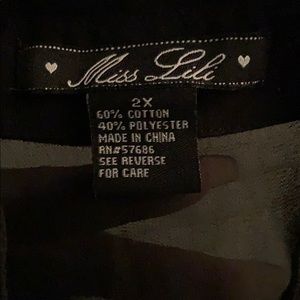 Miss Lili
2X
60% COTTON
40% POLYESTER
MADE IN CHINA
RN#57686
SEE REVERSE
FOR CARE